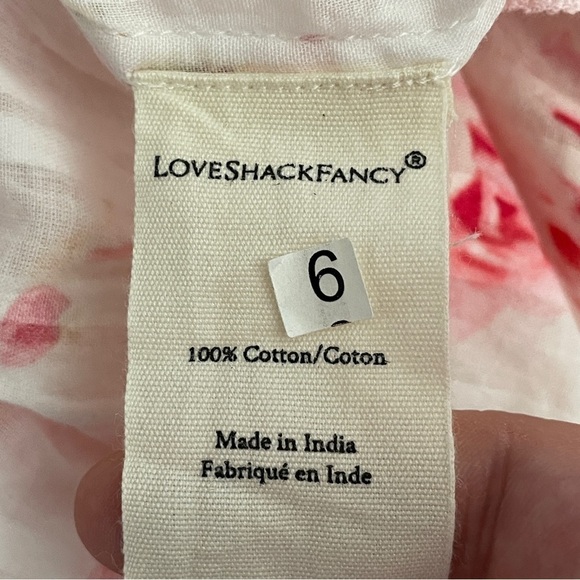 LOVESHACKFANCY®
6
100% Cotton/Coton
Made in India
Fabriqué en Inde